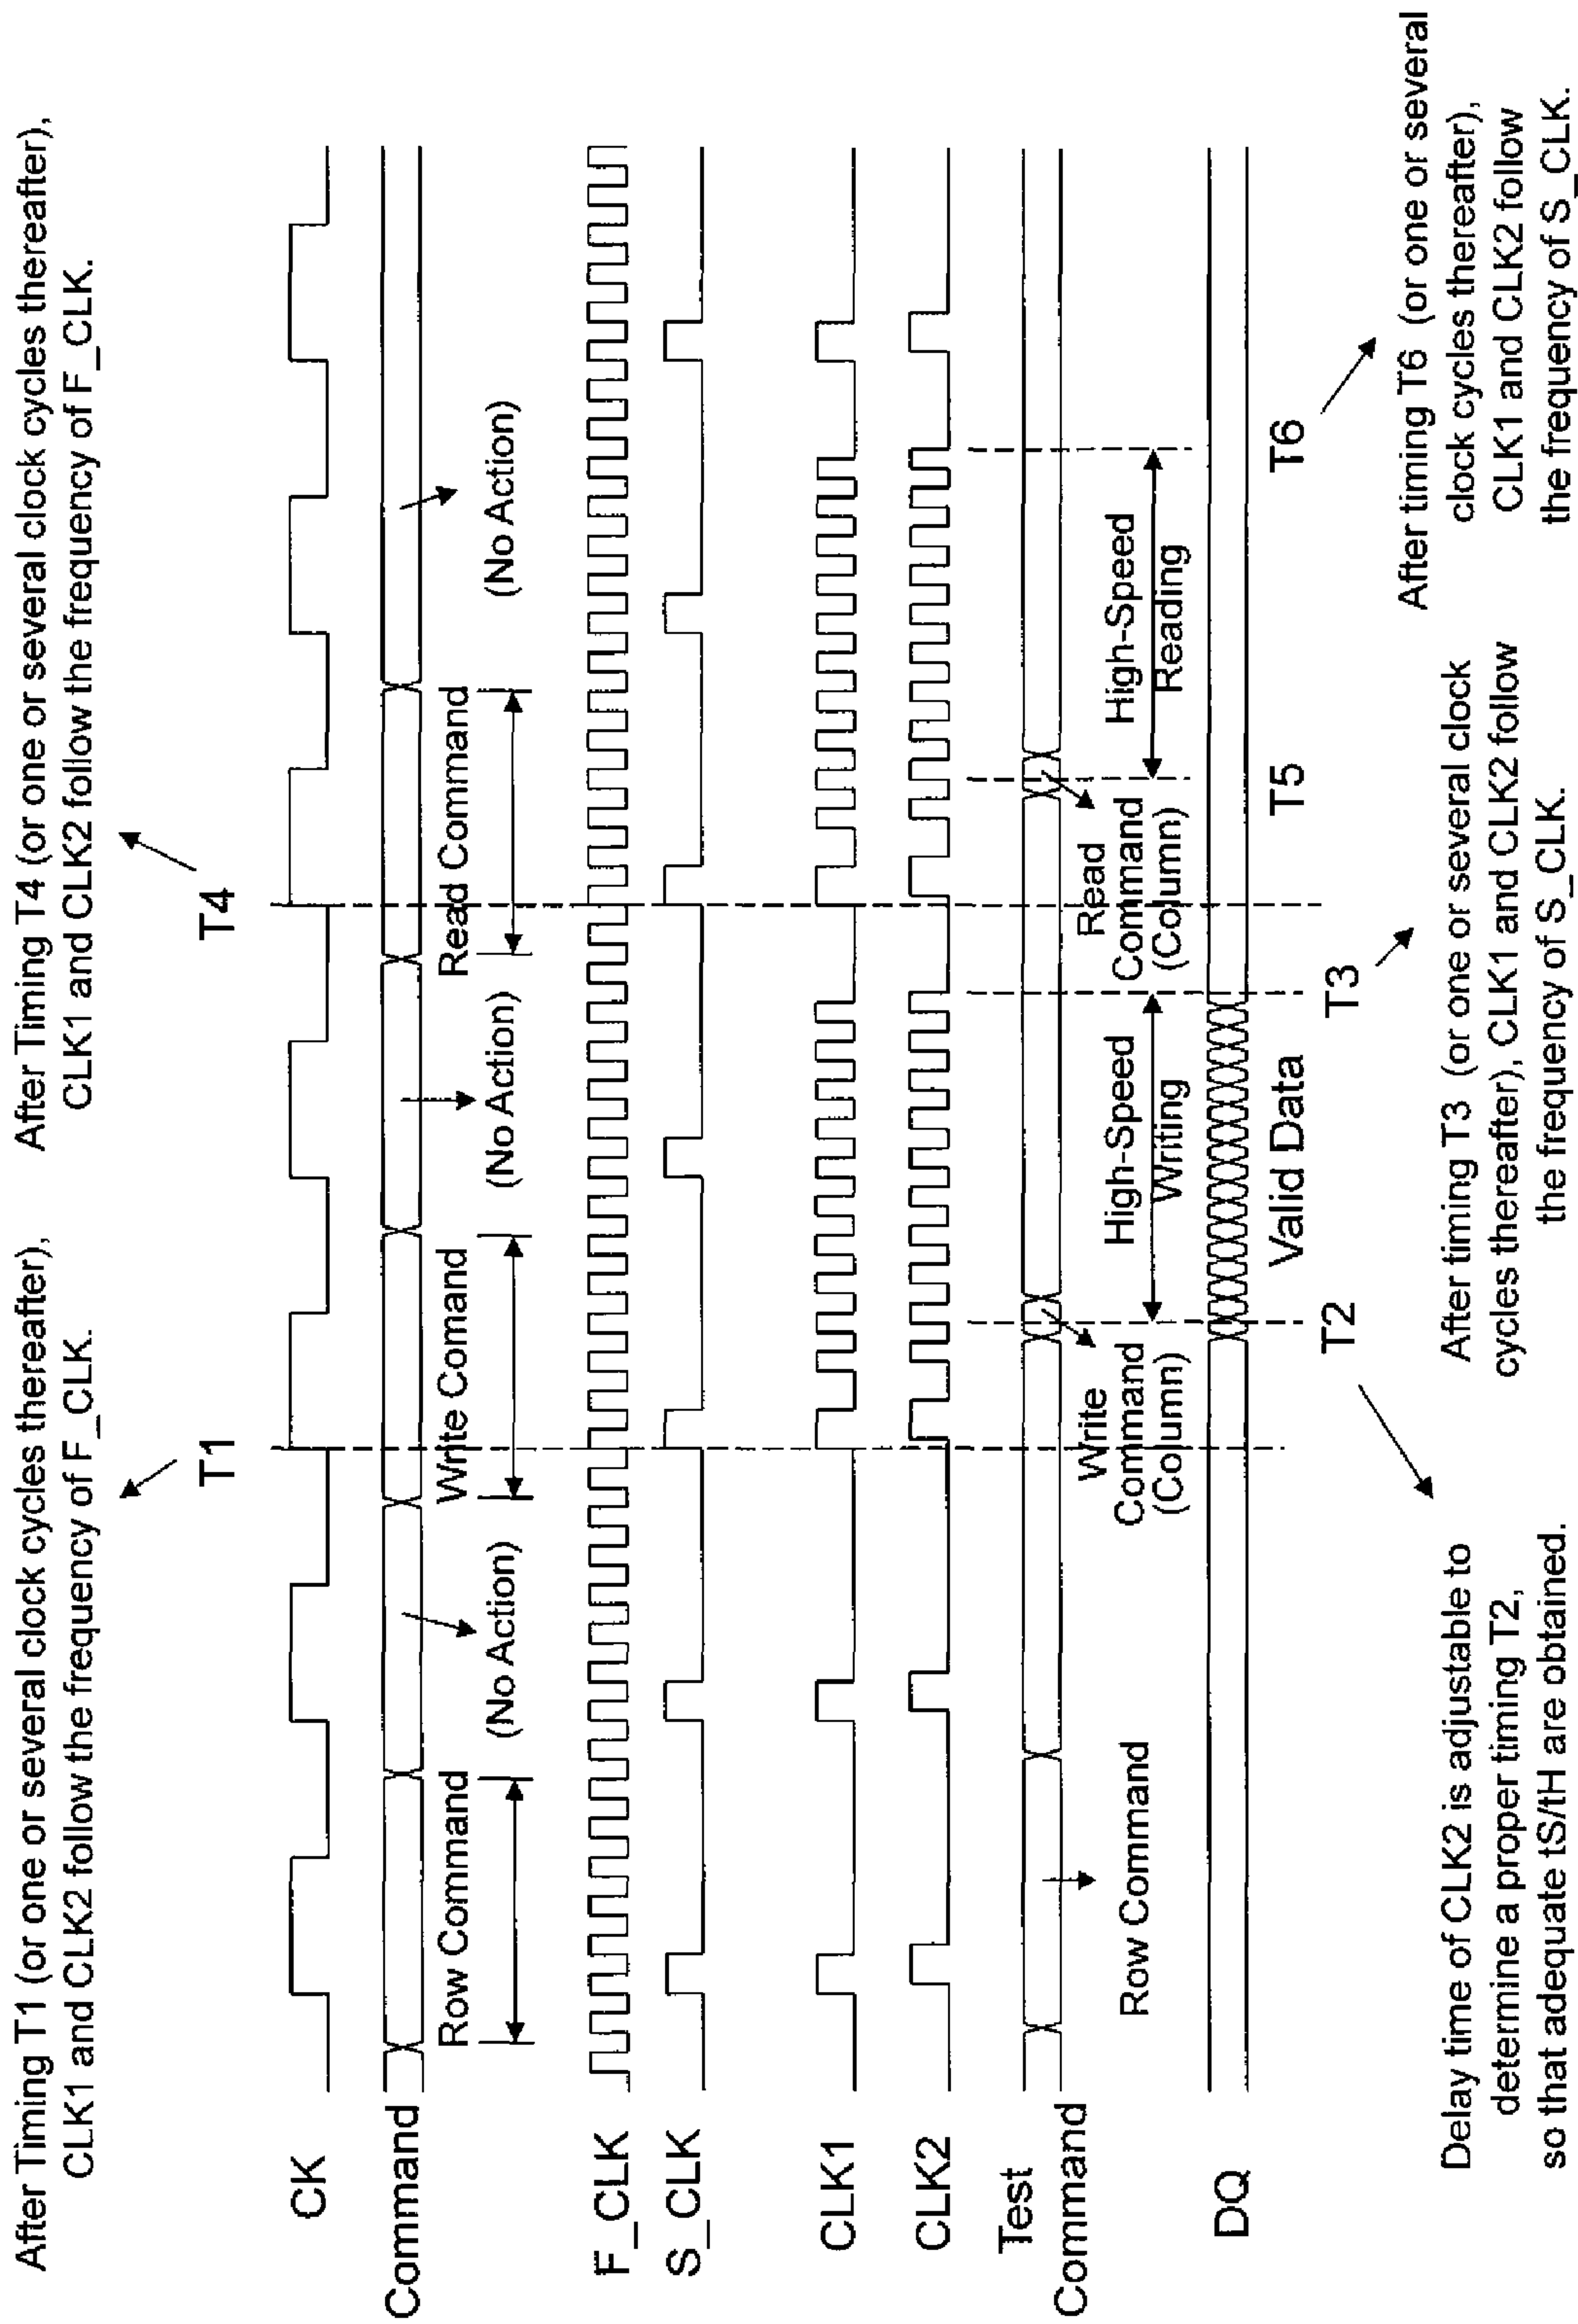 After Timing T1 (or one or several clock cycles thereafter),
CLK1 and CLK2 follow the frequency of F_CLK.
After Timing T4 (or one or several clock cycles thereafter),
CLK1 and CLK2 follow the frequency of F_CLK.
T1
T4
CK
Command
Row Command
(No Action)
Write Comand
(No Action)
Read Command
(No Action)
F_CLK
S_CLK
CLK1
CLK2
Test
Command
Row Command
Write
Command
(Column)
High-Speed
Writing
Read
Command
(Column)
High-Speed
Reading
DQ
Valid Data
T2
T3
T5
T6
Delay time of CLK2 is adjustable to
determine a proper timing T2,
so that adequate tS/tH are obtained.
After timing T3 (or one or several clock
cycles thereafter), CLK1 and CLK2 follow
the frequency of S_CLK.
After timing T6 (or one or several
clock cycles thereafter),
CLK1 and CLK2 follow
the frequency of S_CLK.